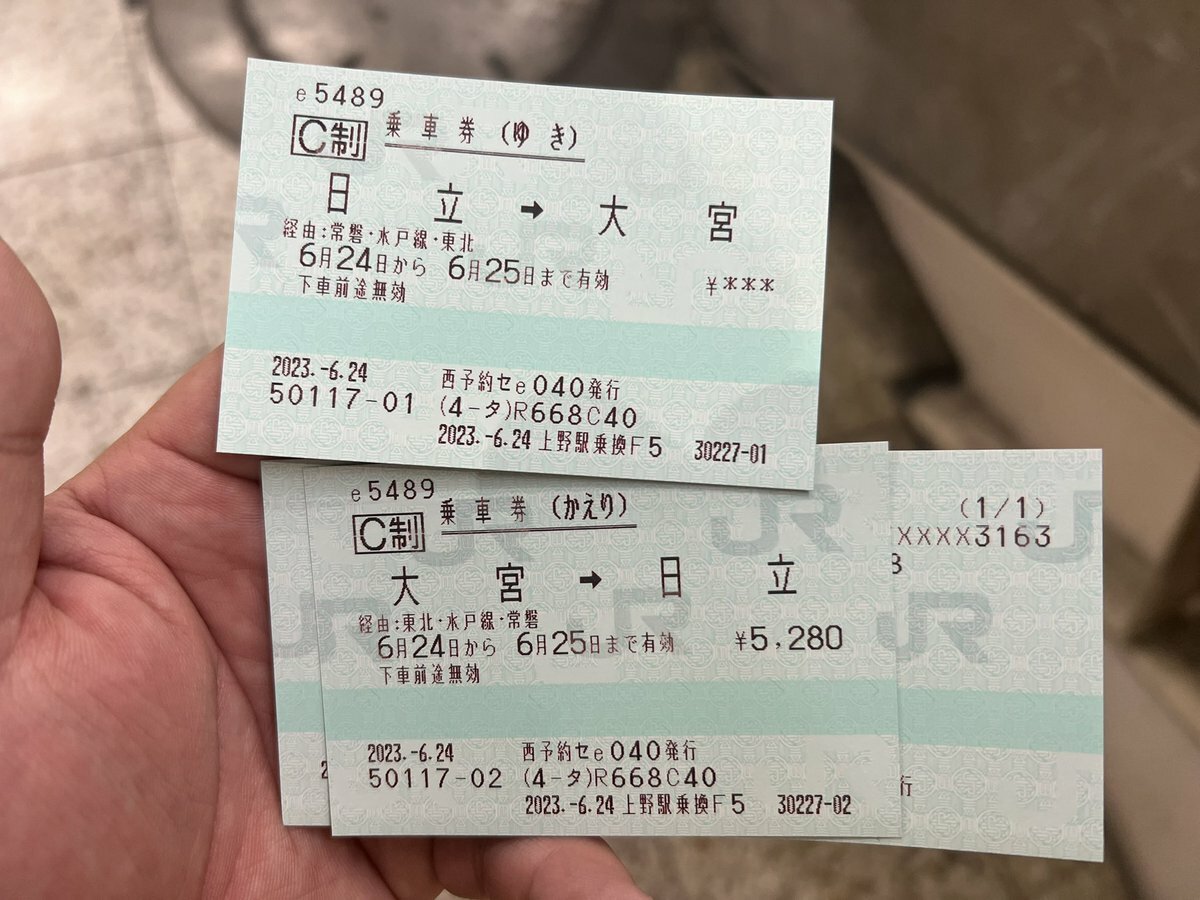 e5489
C制 乗車券(ゆき)
日立→大宮
経由:常磐・水戸線・東北
6月24日から 6月25日まで有効 ¥***
下車前途無効
2023.-6.24 西予約セe040発行
50117-01 (4-タ)R668C40
2023.-6.24上野駅乗換F5 30227-01
e5489
C制 乗車券(かえり)
大宮→日立
経由:東北・水戸線・常磐
6月24日から 6月25日まで有効 ¥5,280
下車前途無効
2023.-6.24 西予約セe040発行
50117-02 (4-タ)R668C40
2023.-6.24上野駅乗換F5 30227-02
(1/1)
XXXX3163
行
JR
JR
JR
JR